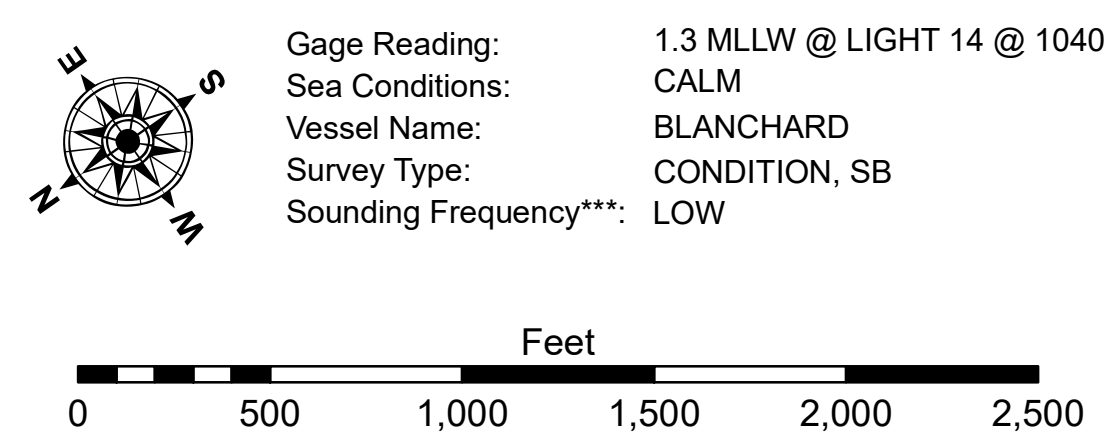 E
S
N
W
Gage Reading: 1.3 MLLW @ LIGHT 14 @ 1040
Sea Conditions: CALM
Vessel Name: BLANCHARD
Survey Type: CONDITION, SB
Sounding Frequency***: LOW
Feet
0 500 1,000 1,500 2,000 2,500